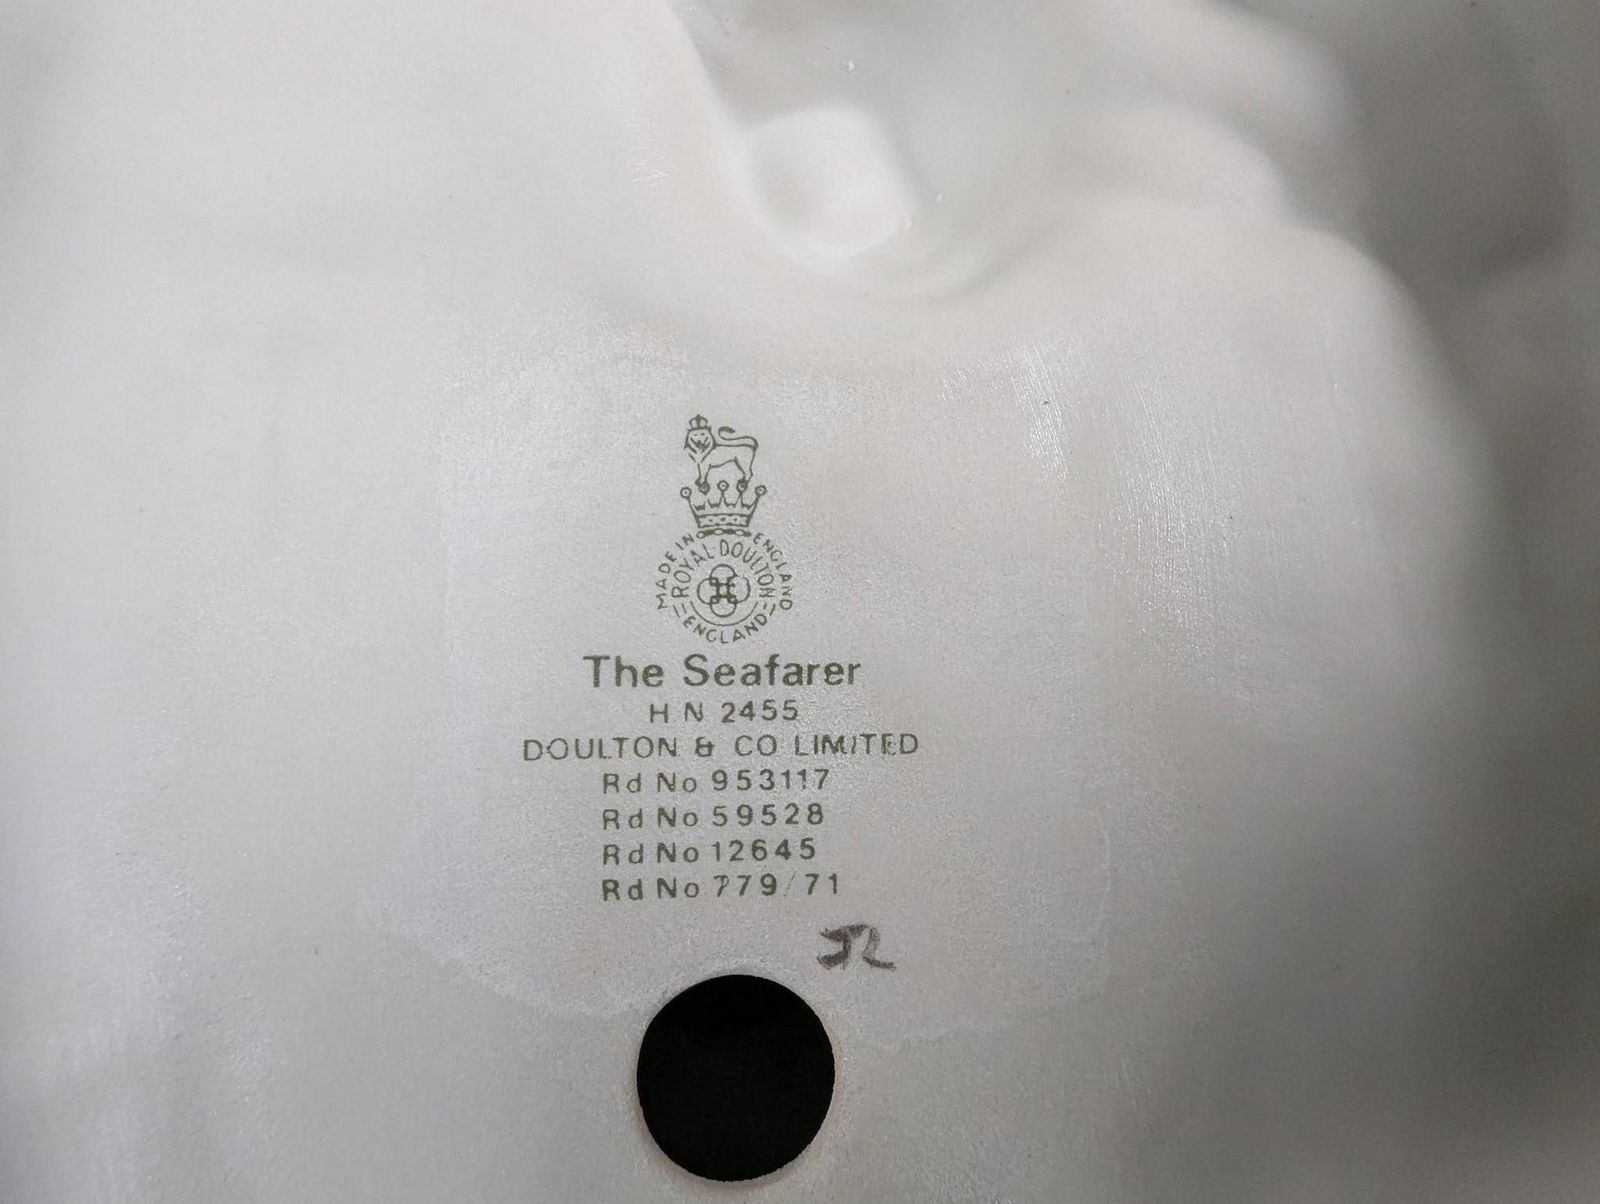 MADE IN ENGLAND
ROYAL DOULTON
ENGLAND
The Seafarer
H N 2455
DOULTON & CO LIMITED
Rd No 953117
Rd No 59528
Rd No 12645
Rd No 779/71